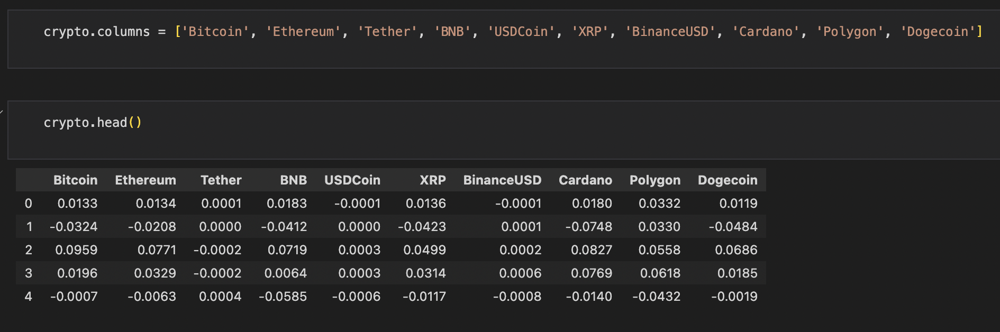 crypto.columns = ['Bitcoin', 'Ethereum', 'Tether', 'BNB', 'USDCoin', 'XRP', 'BinanceUSD', 'Cardano', 'Polygon', 'Dogecoin']
crypto.head()
Bitcoin Ethereum Tether BNB USDCoin XRP BinanceUSD Cardano Polygon Dogecoin
0 0.0133 0.0134 0.0001 0.0183 -0.0001 0.0136 -0.0001 0.0180 0.0332 0.0119
1 -0.0324 -0.0208 0.0000 -0.0412 0.0000 -0.0423 0.0001 -0.0748 0.0330 -0.0484
2 0.0959 0.0771 -0.0002 0.0719 0.0003 0.0499 0.0002 0.0827 0.0558 0.0686
3 0.0196 0.0329 -0.0002 0.0064 0.0003 0.0314 0.0006 0.0769 0.0618 0.0185
4 -0.0007 -0.0063 0.0004 -0.0585 -0.0006 -0.0117 -0.0008 -0.0140 -0.0432 -0.0019